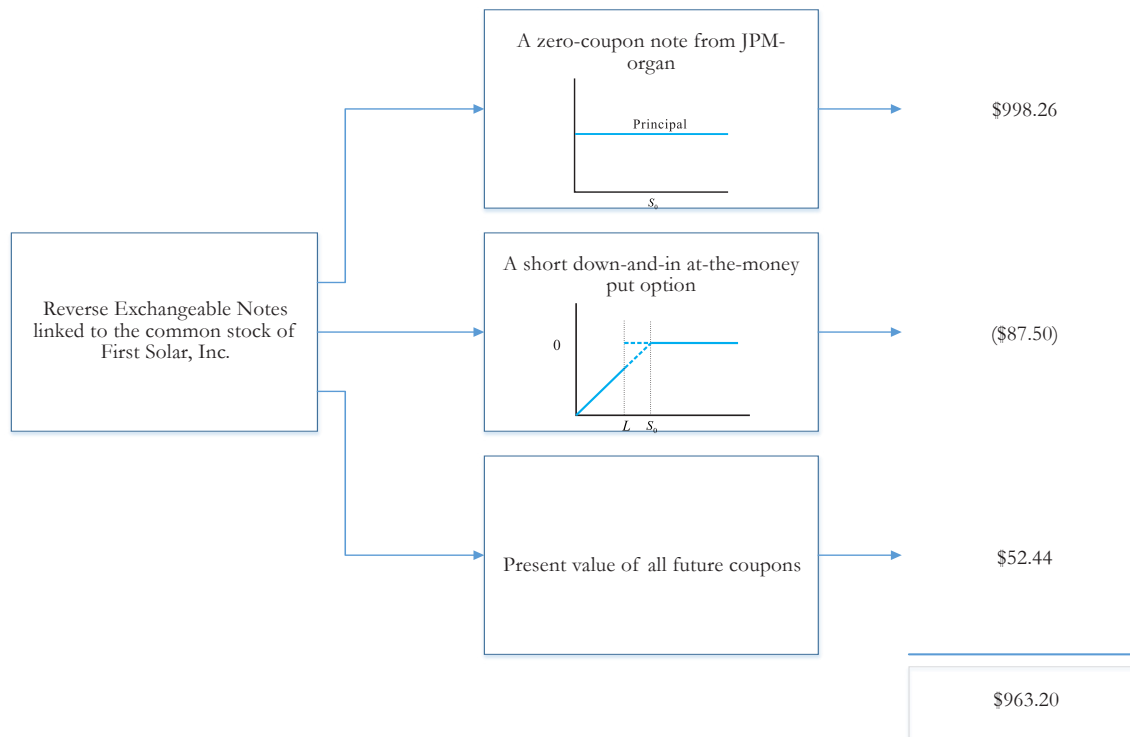 A zero-coupon note from JPM-
organ
Principal
S₀
$998.26
Reverse Exchangeable Notes
linked to the common stock of
First Solar, Inc.
A short down-and-in at-the-money
put option
0
L S₀
($87.50)
Present value of all future coupons
$52.44
$963.20